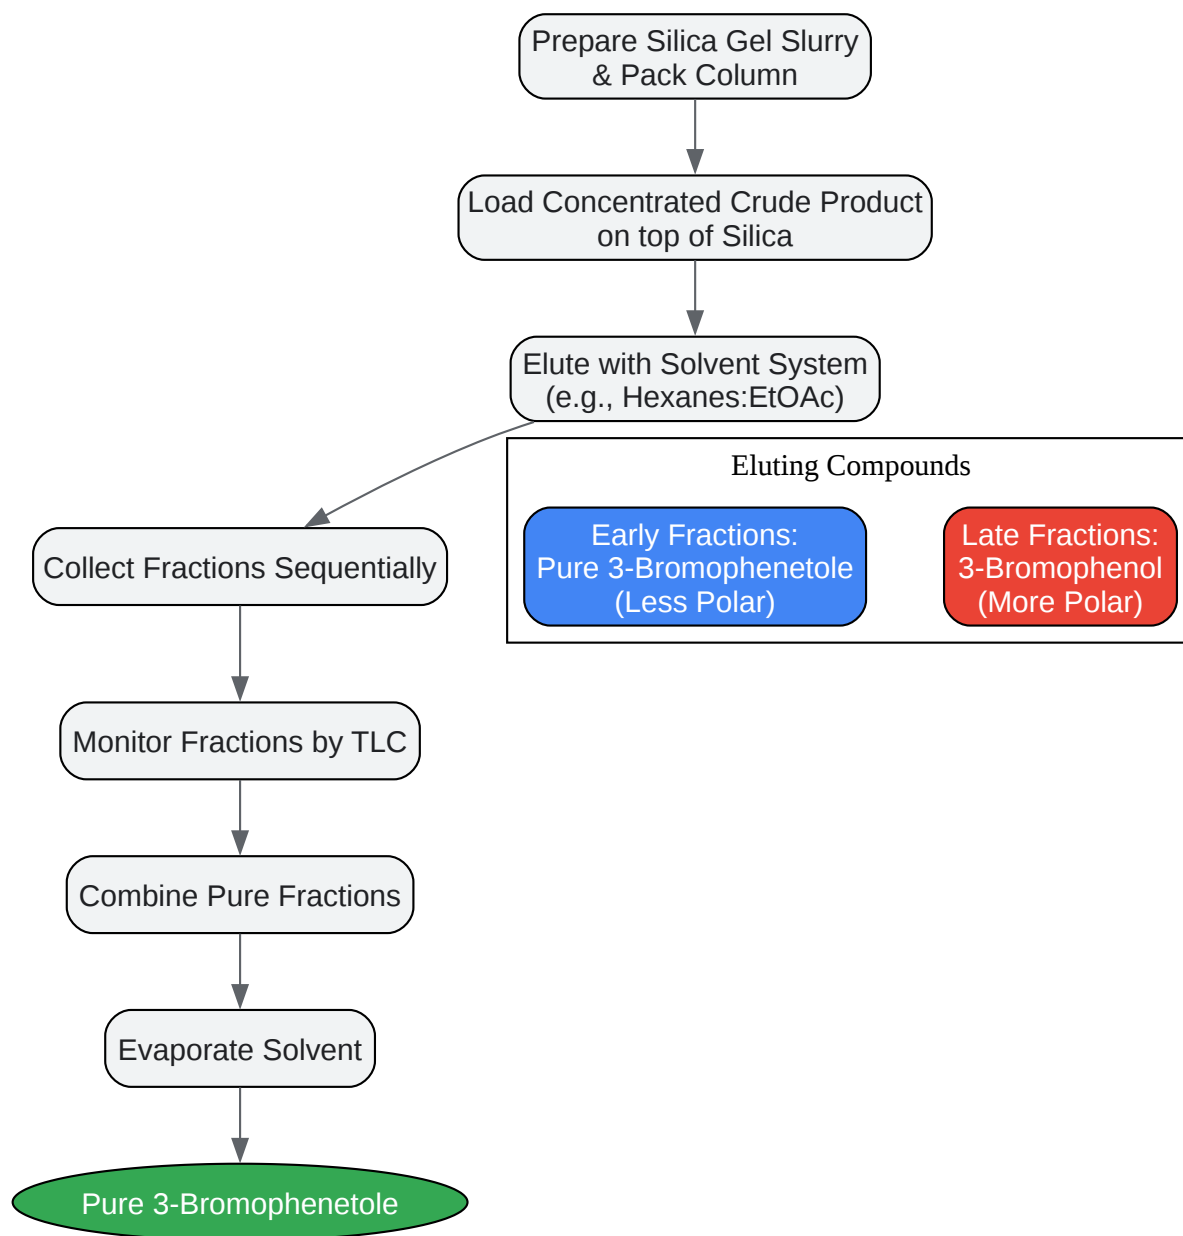 Prepare Silica Gel Slurry
& Pack Column
Load Concentrated Crude Product
on top of Silica
Elute with Solvent System
(e.g., Hexanes:EtOAc)
Eluting Compounds
Early Fractions:
Pure 3-Bromophenetole
(Less Polar)
Late Fractions:
3-Bromophenol
(More Polar)
Collect Fractions Sequentially
Monitor Fractions by TLC
Combine Pure Fractions
Evaporate Solvent
Pure 3-Bromophenetole